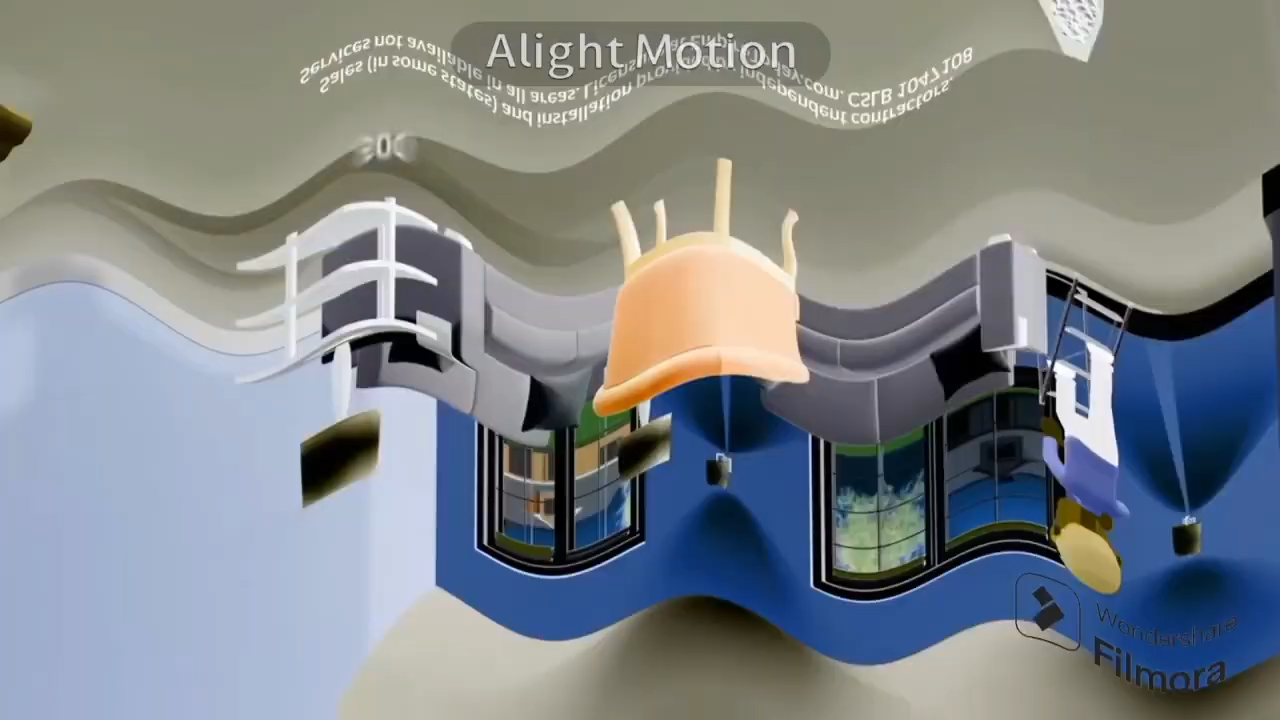 Alight Motion
Sales (in some states) and installation provided by independent contractors.
Services not available in all areas. at CSLB 1047108
Wondershare
Filmora